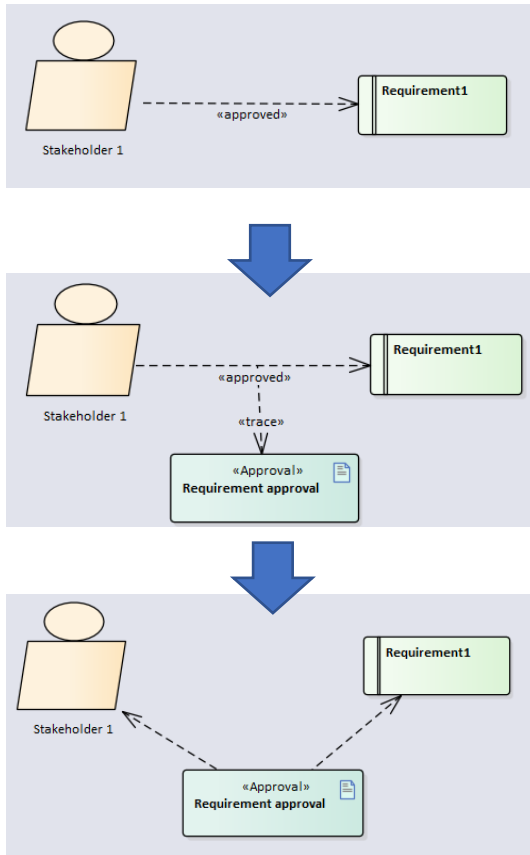 Requirement1
«approved»
Stakeholder 1
Requirement1
«approved»
Stakeholder 1
«trace»
«Approval»
Requirement approval
Requirement1
Stakeholder 1
«Approval»
Requirement approval